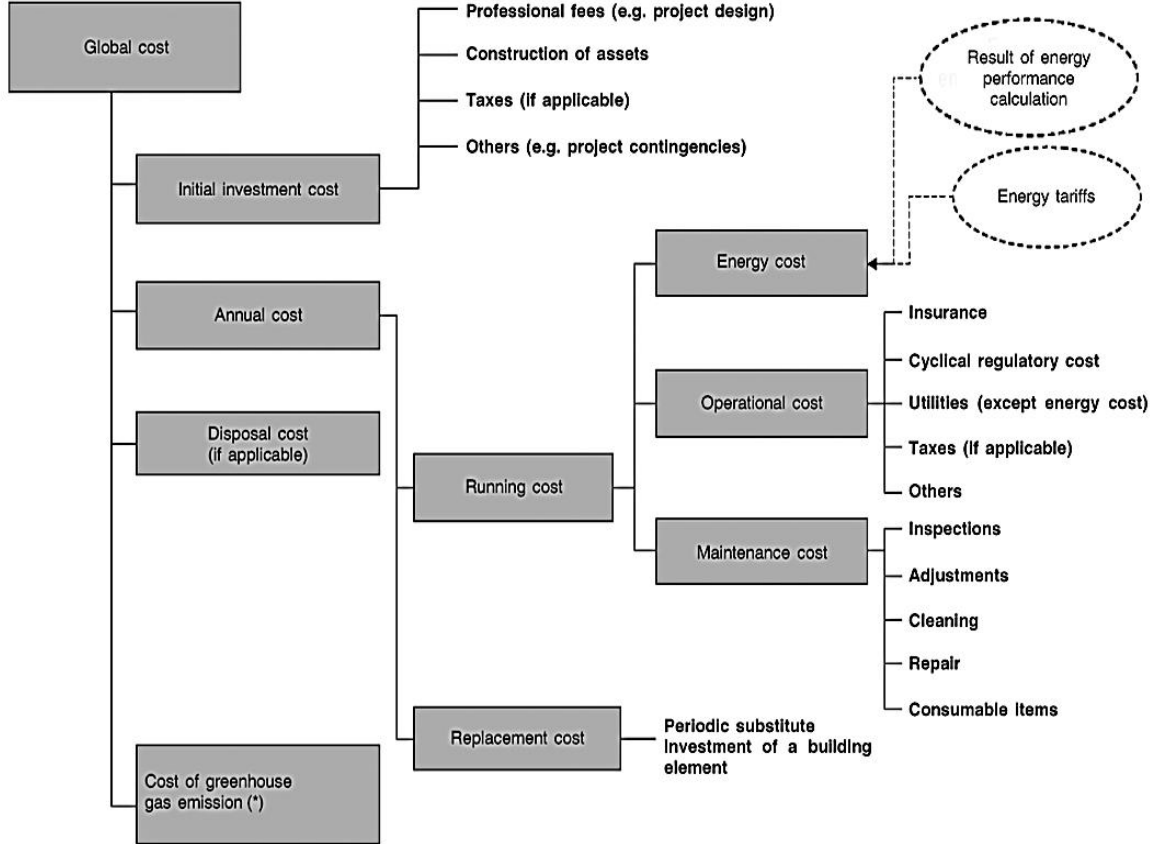 Global cost
Professional fees (e.g. project design)
Construction of assets
Taxes (if applicable)
Others (e.g. project contingencies)
Initial investment cost
Result of energy
performance
calculation
Energy tariffs
Energy cost
Annual cost
Insurance
Cyclical regulatory cost
Operational cost
Utilities (except energy cost)
Taxes (if applicable)
Others
Disposal cost
(if applicable)
Running cost
Maintenance cost
Inspections
Adjustments
Cleaning
Repair
Consumable items
Replacement cost
Periodic substitute
investment of a building
element
Cost of greenhouse
gas emission (*)